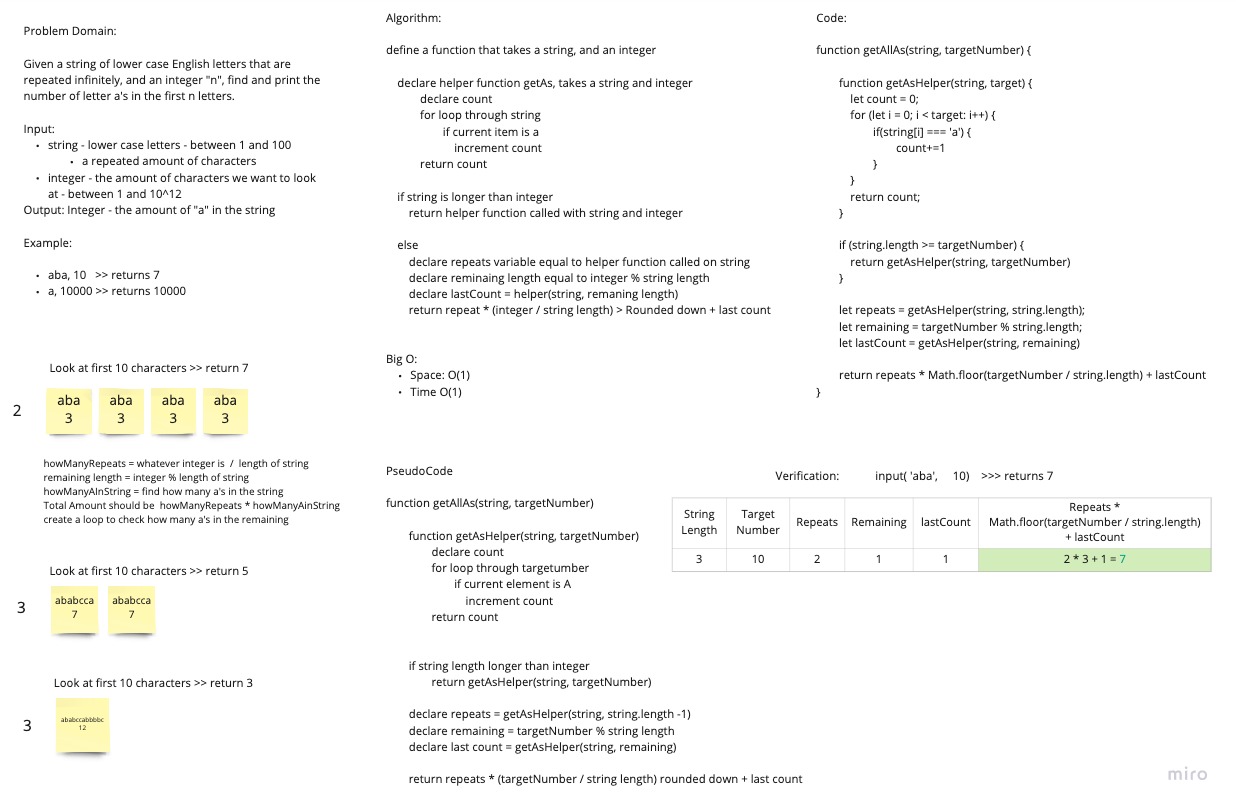 Problem Domain:
Given a string of lower case English letters that are
repeated infinitely, and an integer "n", find and print the
number of letter a's in the first n letters.
Input:
• string - lower case letters - between 1 and 100
• a repeated amount of characters
• integer - the amount of characters we want to look
at - between 1 and 10^12
Output: Integer - the amount of "a" in the string
Example:
• aba, 10 >> returns 7
• a, 10000 >> returns 10000
Look at first 10 characters >> return 7
2
aba
3
aba
3
aba
3
aba
3
howManyRepeats = whatever integer is / length of string
remaining length = integer % length of string
howManyAInString = find how many a's in the string
Total Amount should be howManyRepeats * howManyAinString
create a loop to check how many a's in the remaining
Look at first 10 characters >> return 5
3
ababcca
7
ababcca
7
Look at first 10 characters >> return 3
3
ababccabbbbc
12
Algorithm:
define a function that takes a string, and an integer
declare helper function getAs, takes a string and integer
declare count
for loop through string
if current item is a
increment count
return count
if string is longer than integer
return helper function called with string and integer
else
declare repeats variable equal to helper function called on string
declare reminaing length equal to integer % string length
declare lastCount = helper(string, remaning length)
return repeat * (integer / string length) > Rounded down + last count
Big O:
• Space: O(1)
• Time O(1)
PseudoCode
function getAllAs(string, targetNumber)
function getAsHelper(string, targetNumber)
declare count
for loop through targetumber
if current element is A
increment count
return count
if string length longer than integer
return getAsHelper(string, targetNumber)
declare repeats = getAsHelper(string, string.length -1)
declare remaining = targetNumber % string length
declare last count = getAsHelper(string, remaining)
return repeats * (targetNumber / string length) rounded down + last count
Code:
function getAllAs(string, targetNumber) {
function getAsHelper(string, target) {
let count = 0;
for (let i = 0; i < target: i++) {
if(string[i] === 'a') {
count+=1
}
}
return count;
}
if (string.length >= targetNumber) {
return getAsHelper(string, targetNumber)
}
let repeats = getAsHelper(string, string.length);
let remaining = targetNumber % string.length;
let lastCount = getAsHelper(string, remaining)
return repeats * Math.floor(targetNumber / string.length) + lastCount
}
Verification: input( 'aba', 10) >>> returns 7
String
Length
Target
Number
Repeats
Remaining
lastCount
Repeats *
Math.floor(targetNumber / string.length)
+ lastCount
3
10
2
1
1
2 * 3 + 1 = 7
miro